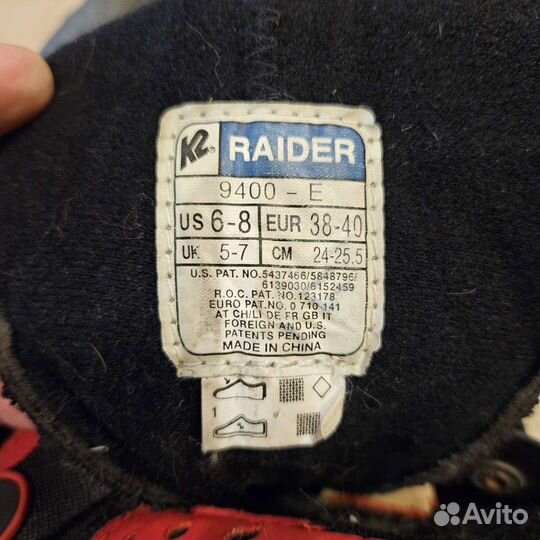 K2 RAIDER
9400 - E
US 6-8 EUR 38-40
UK 5-7 CM 24-25.5
U.S. PAT. NO.5437466/5848796/
6139030/6152459
R.O.C. PAT. NO.123178
EURO PAT.NO. 0 710 141
AT CH/LI DE FR GB IT
FOREIGN AND U.S.
PATENTS PENDING
MADE IN CHINA
1
Avito